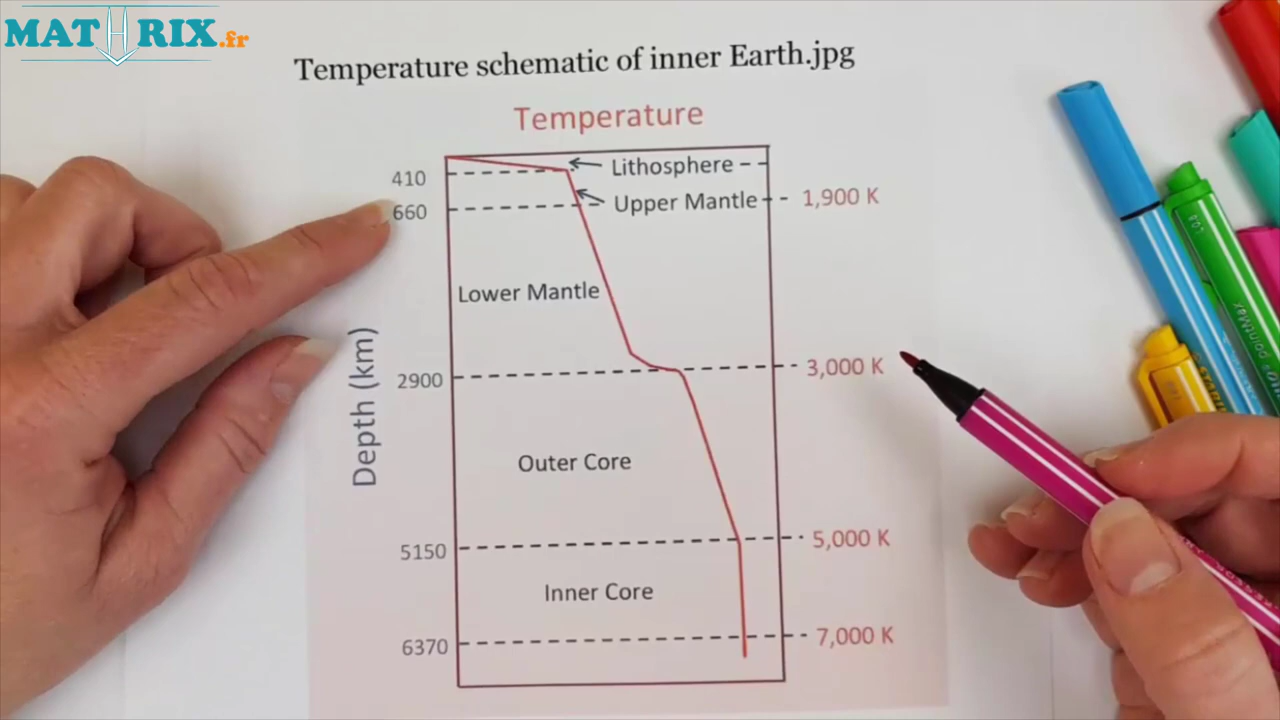 MATHRIX.fr
Temperature schematic of inner Earth.jpg
Temperature
Lithosphere
410
Upper Mantle
1,900 K
660
Lower Mantle
Depth (km)
2900
3,000 K
Outer Core
5150
5,000 K
Inner Core
6370
7,000 K